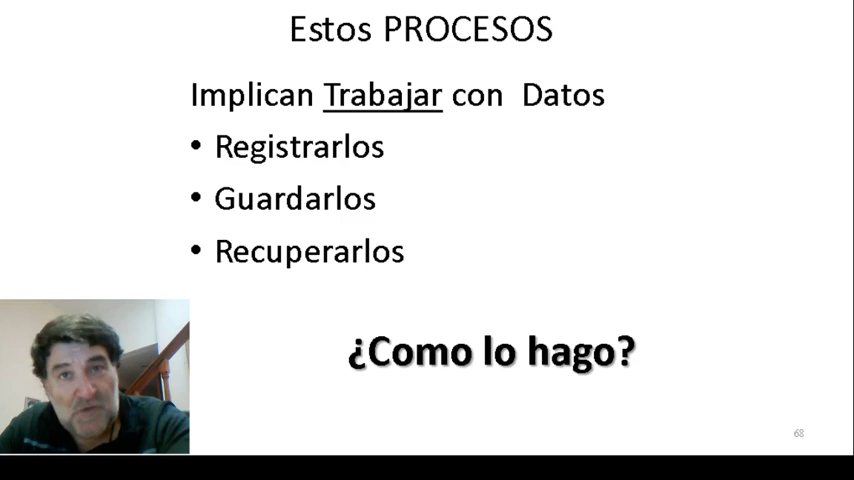 Estos PROCESOS
Implican Trabajar con Datos
• Registrarlos
• Guardarlos
• Recuperarlos
¿Como lo hago?
68